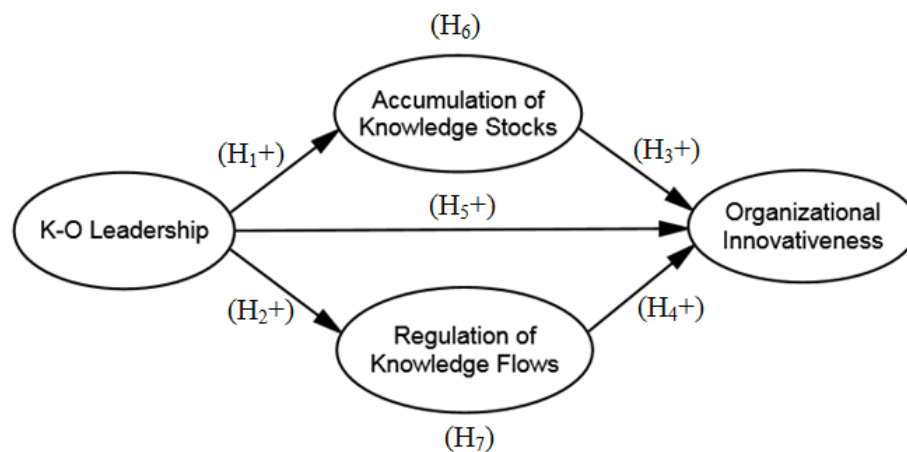 (H₆)
Accumulation of
Knowledge Stocks
(H₁+)
(H₃+)
(H₅+)
K-O Leadership
Organizational
Innovativeness
(H₂+)
(H₄+)
Regulation of
Knowledge Flows
(H₇)